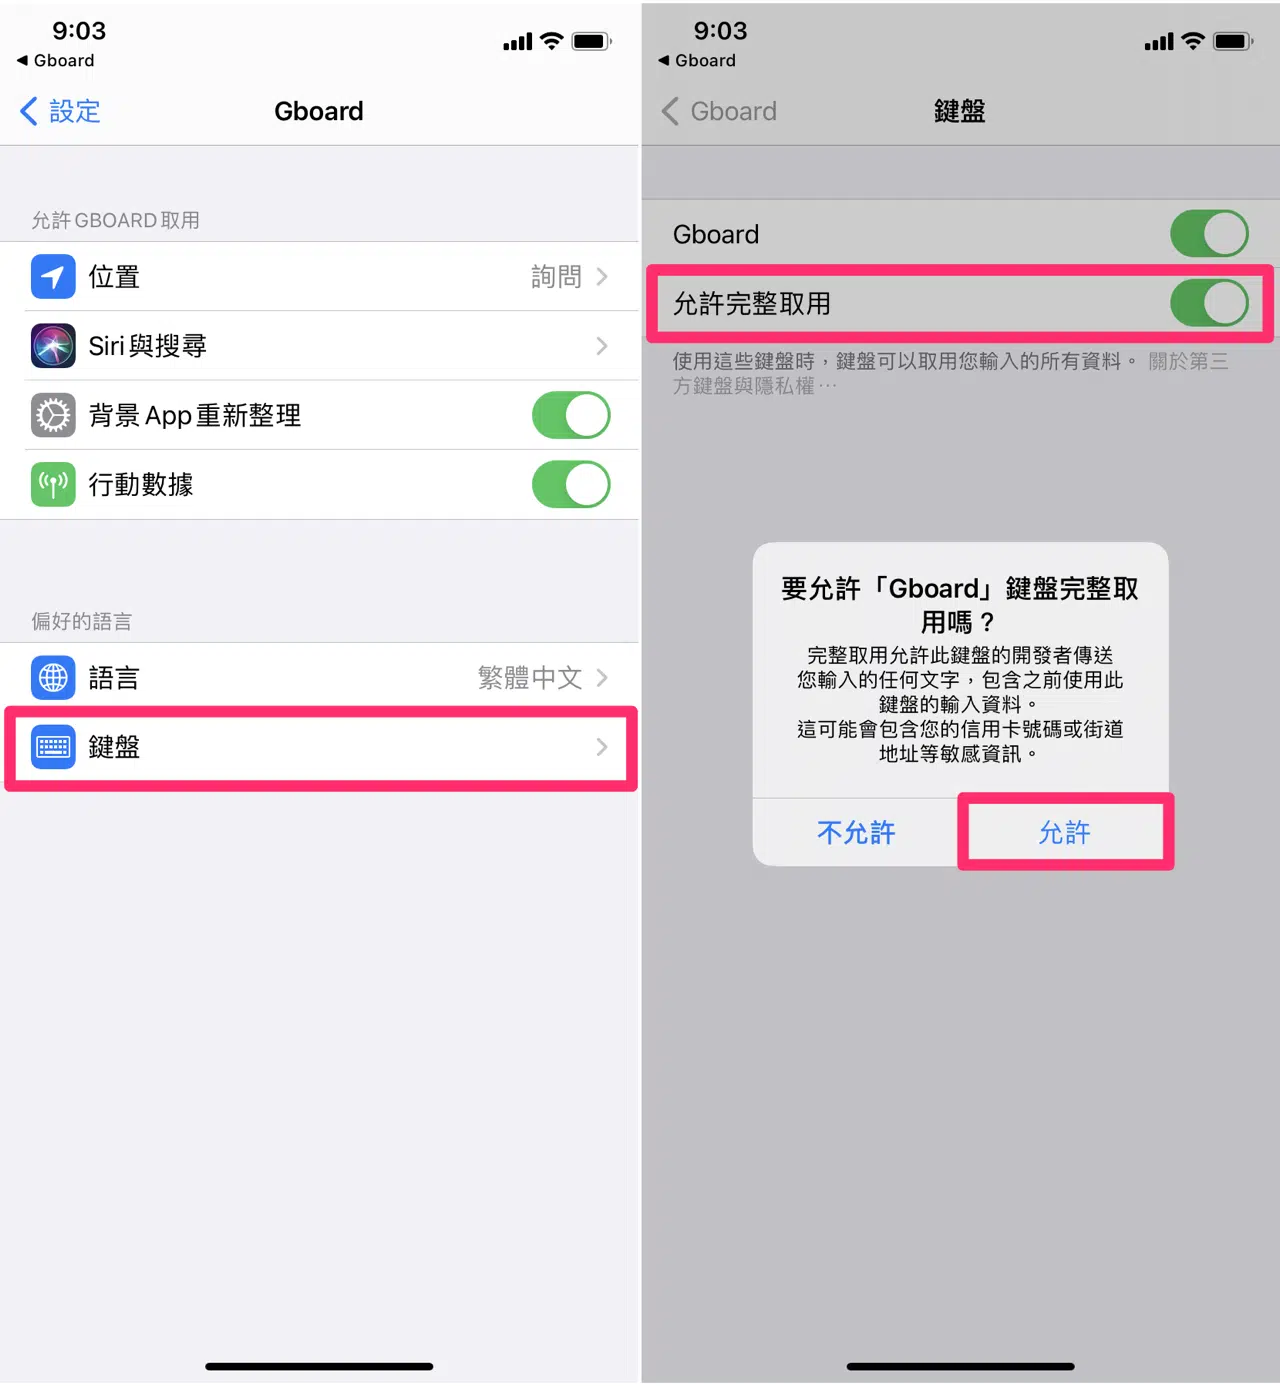 9:03
◀ Gboard
設定
Gboard
允許 GBOARD 取用
位置
詢問
Siri 與搜尋
背景 App 重新整理
行動數據
偏好的語言
語言
繁體中文
鍵盤
9:03
◀ Gboard
Gboard
鍵盤
Gboard
允許完整取用
使用這些鍵盤時，鍵盤可以取用您輸入的所有資料。 關於第三
方鍵盤與隱私權⋯
要允許「Gboard」鍵盤完整取
用嗎？
完整取用允許此鍵盤的開發者傳送
您輸入的任何文字，包含之前使用此
鍵盤的輸入資料。
這可能會包含您的信用卡號碼或街道
地址等敏感資訊。
不允許
允許